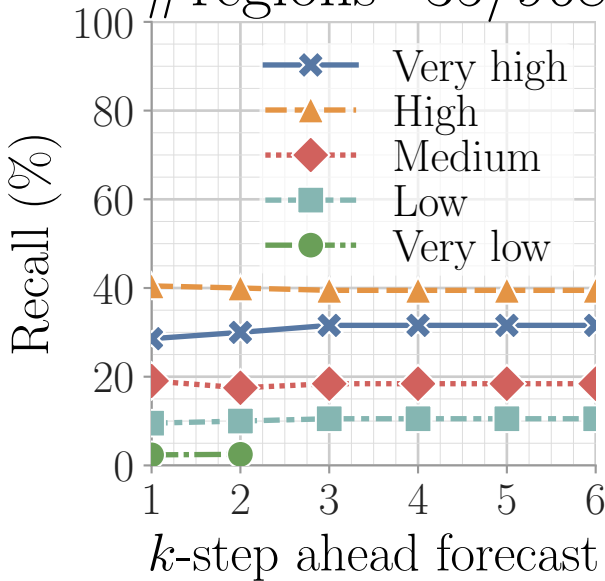 # regions
100
80
60
40
20
0
Recall (%)
Very high
High
Medium
Low
Very low
1 2 3 4 5 6
k-step ahead forecast